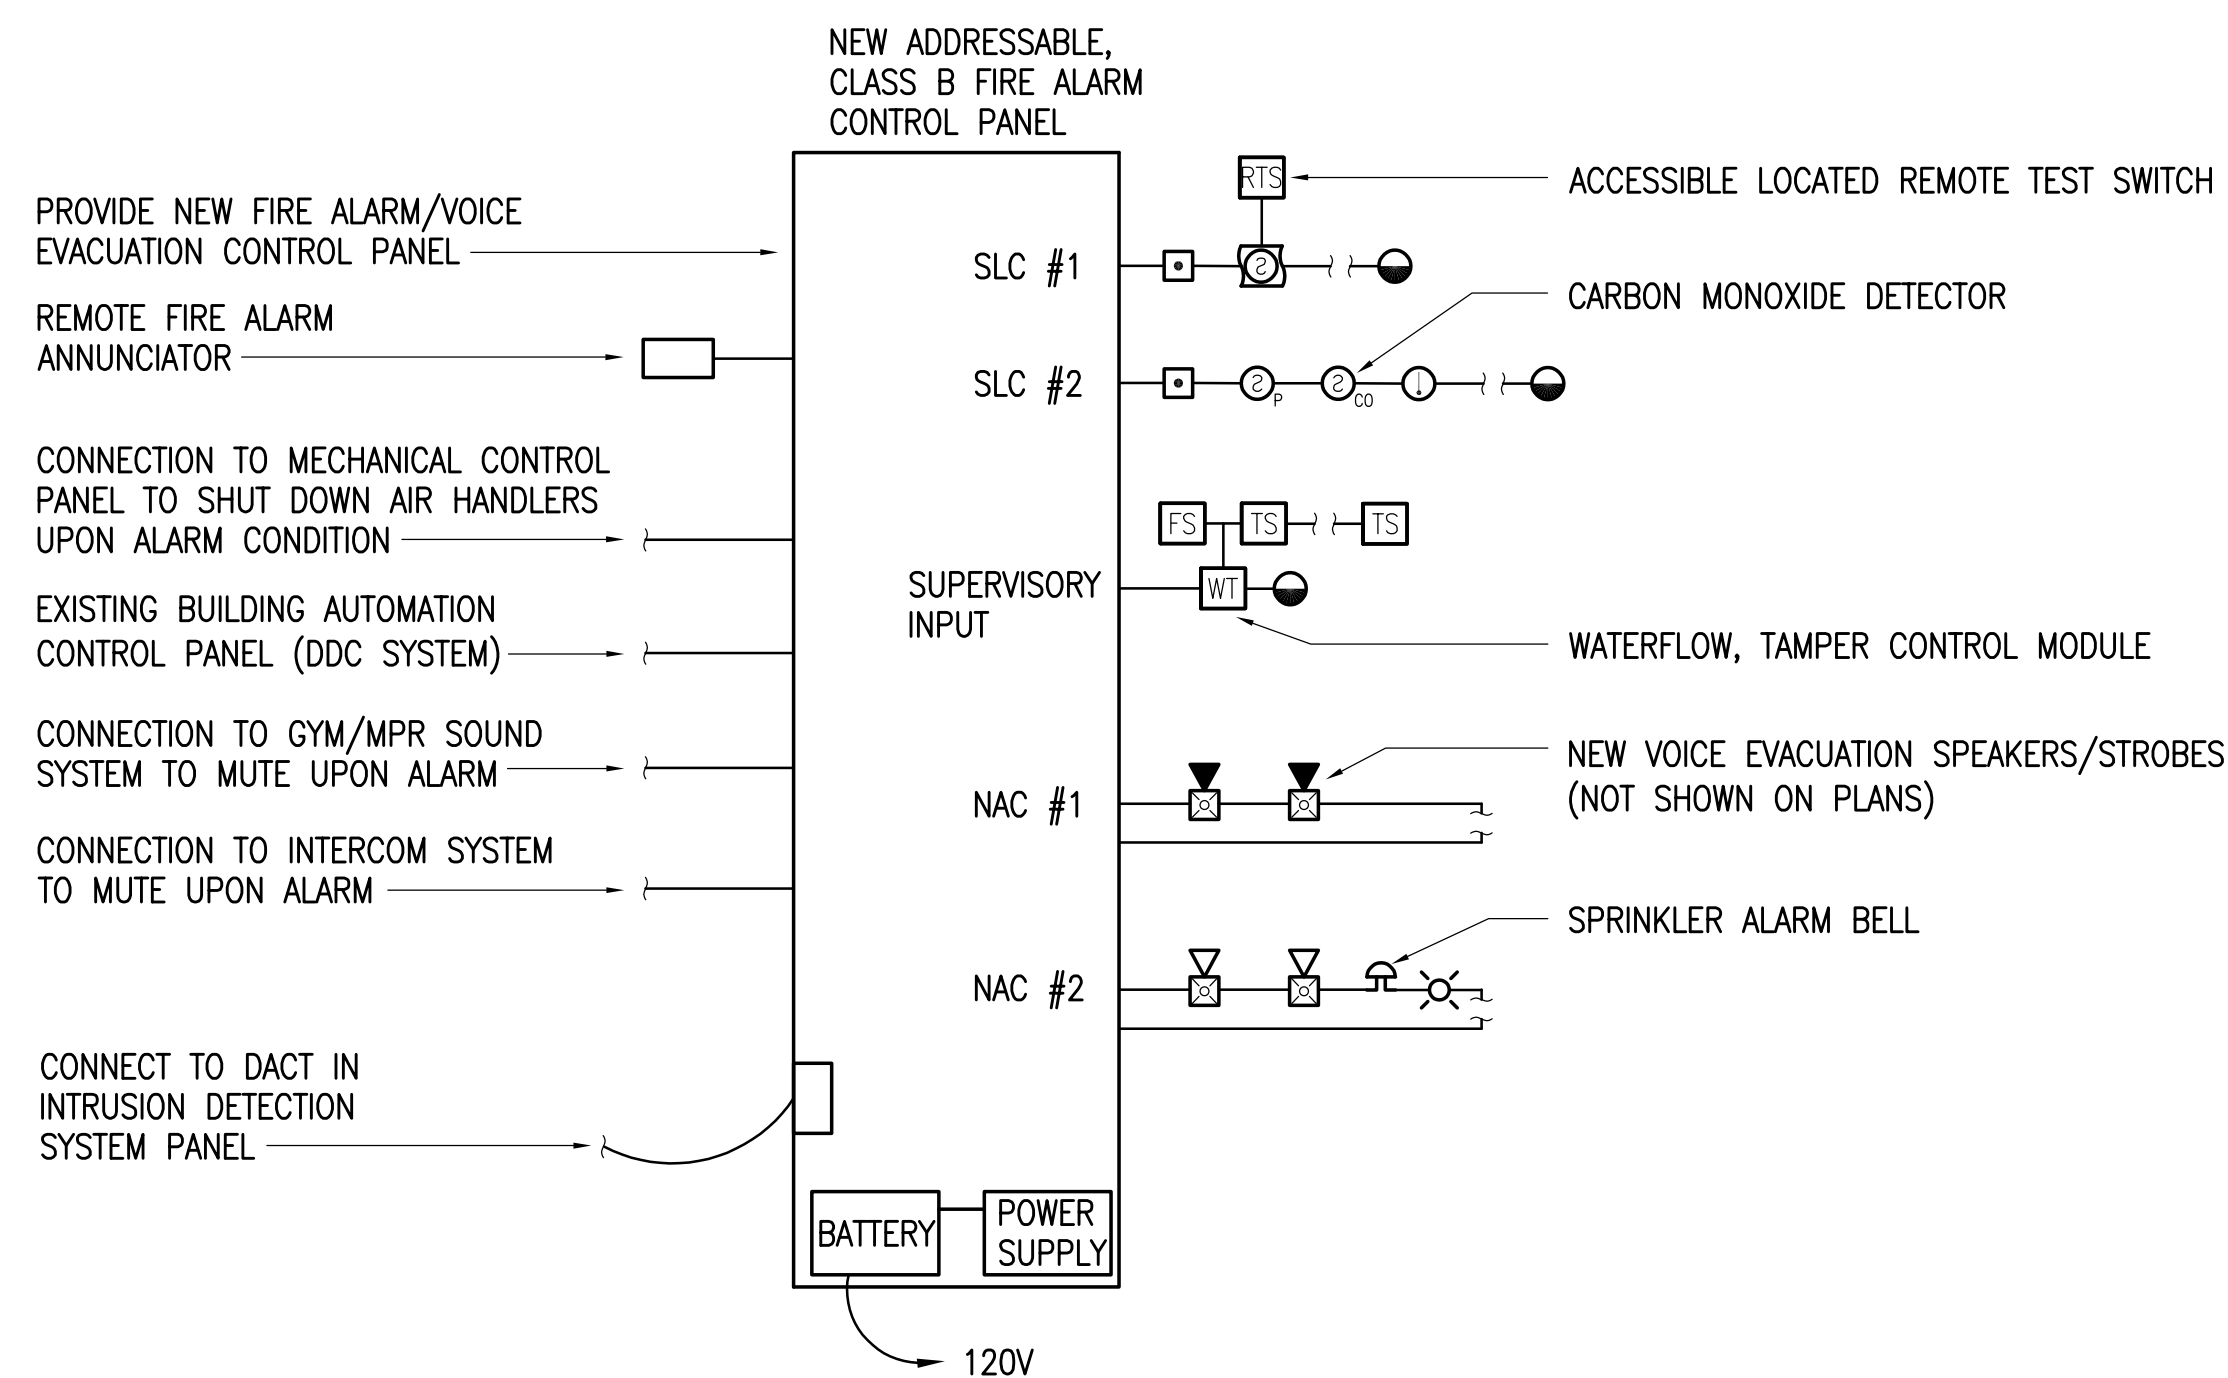 NEW ADDRESSABLE,
CLASS B FIRE ALARM
CONTROL PANEL
PROVIDE NEW FIRE ALARM/VOICE
EVACUATION CONTROL PANEL
REMOTE FIRE ALARM
ANNUNCIATOR
CONNECTION TO MECHANICAL CONTROL
PANEL TO SHUT DOWN AIR HANDLERS
UPON ALARM CONDITION
EXISTING BUILDING AUTOMATION
CONTROL PANEL (DDC SYSTEM)
CONNECTION TO GYM/MPR SOUND
SYSTEM TO MUTE UPON ALARM
CONNECTION TO INTERCOM SYSTEM
TO MUTE UPON ALARM
CONNECT TO DACT IN
INTRUSION DETECTION
SYSTEM PANEL
SLC #1
RTS
S
ACCESSIBLE LOCATED REMOTE TEST SWITCH
SLC #2
S
P
S
CO
CARBON MONOXIDE DETECTOR
FS
TS
TS
SUPERVISORY
INPUT
WT
WATERFLOW, TAMPER CONTROL MODULE
NAC #1
NEW VOICE EVACUATION SPEAKERS/STROBES
(NOT SHOWN ON PLANS)
NAC #2
SPRINKLER ALARM BELL
BATTERY
POWER
SUPPLY
120V